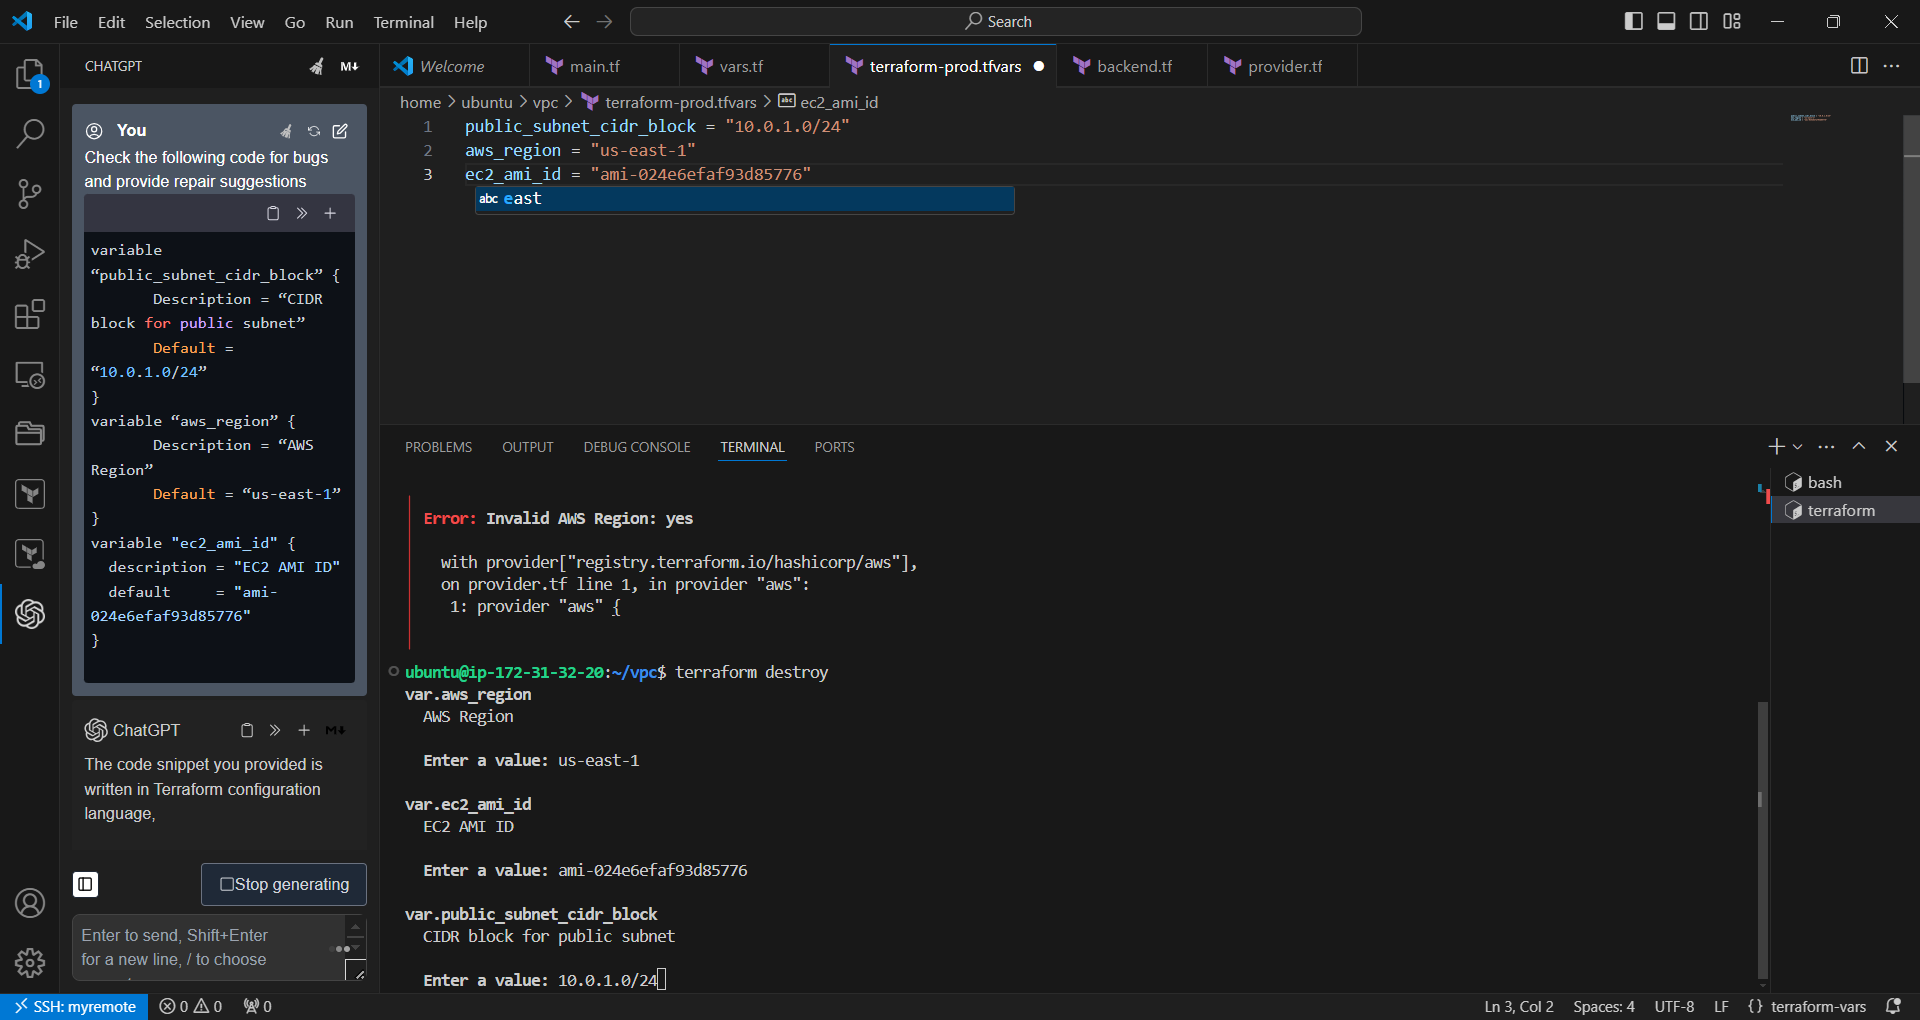 File Edit Selection View Go Run Terminal Help
Search
CHATGPT
M↓
1
You
Check the following code for bugs
and provide repair suggestions
variable
“public_subnet_cidr_block” {
Description = “CIDR
block for public subnet”
Default =
“10.0.1.0/24”
}
variable “aws_region” {
Description = “AWS
Region”
Default = “us-east-1”
}
variable "ec2_ami_id" {
description = "EC2 AMI ID"
default = "ami-
024e6efaf93d85776"
}
ChatGPT
M↓
The code snippet you provided is
written in Terraform configuration
language,
Stop generating
Enter to send, Shift+Enter
for a new line, / to choose
Welcome main.tf vars.tf terraform-prod.tfvars backend.tf provider.tf
home > ubuntu > vpc > terraform-prod.tfvars > abc ec2_ami_id
1 public_subnet_cidr_block = "10.0.1.0/24"
2 aws_region = "us-east-1"
3 ec2_ami_id = "ami-024e6efaf93d85776"
abc east
PROBLEMS OUTPUT DEBUG CONSOLE TERMINAL PORTS
bash
terraform
Error: Invalid AWS Region: yes
with provider["registry.terraform.io/hashicorp/aws"],
on provider.tf line 1, in provider "aws":
1: provider "aws" {
ubuntu@ip-172-31-32-20:~/vpc$ terraform destroy
var.aws_region
AWS Region
Enter a value: us-east-1
var.ec2_ami_id
EC2 AMI ID
Enter a value: ami-024e6efaf93d85776
var.public_subnet_cidr_block
CIDR block for public subnet
Enter a value: 10.0.1.0/24
SSH: myremote 0 0 0 Ln 3, Col 2 Spaces: 4 UTF-8 LF {} terraform-vars